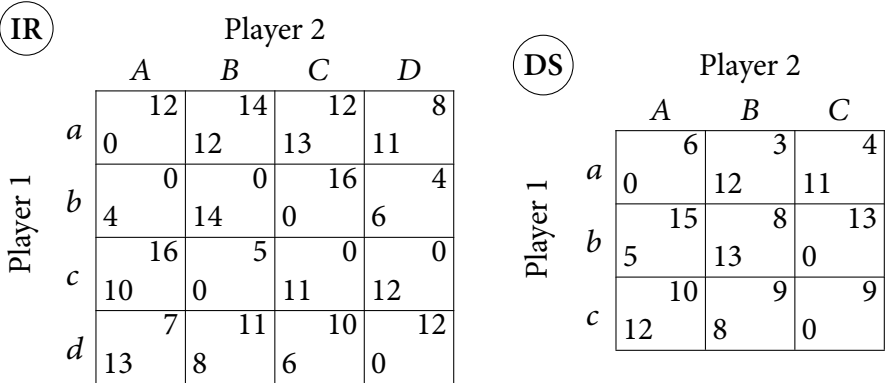 IR
Player 2
A B C D
Player 1
a
12 14 12 8
0 12 13 11
b
0 0 16 4
4 14 0 6
c
16 5 0 0
10 0 11 12
d
7 11 10 12
13 8 6 0
DS
Player 2
A B C
Player 1
a
6 3 4
0 12 11
b
15 8 13
5 13 0
c
10 9 9
12 8 0